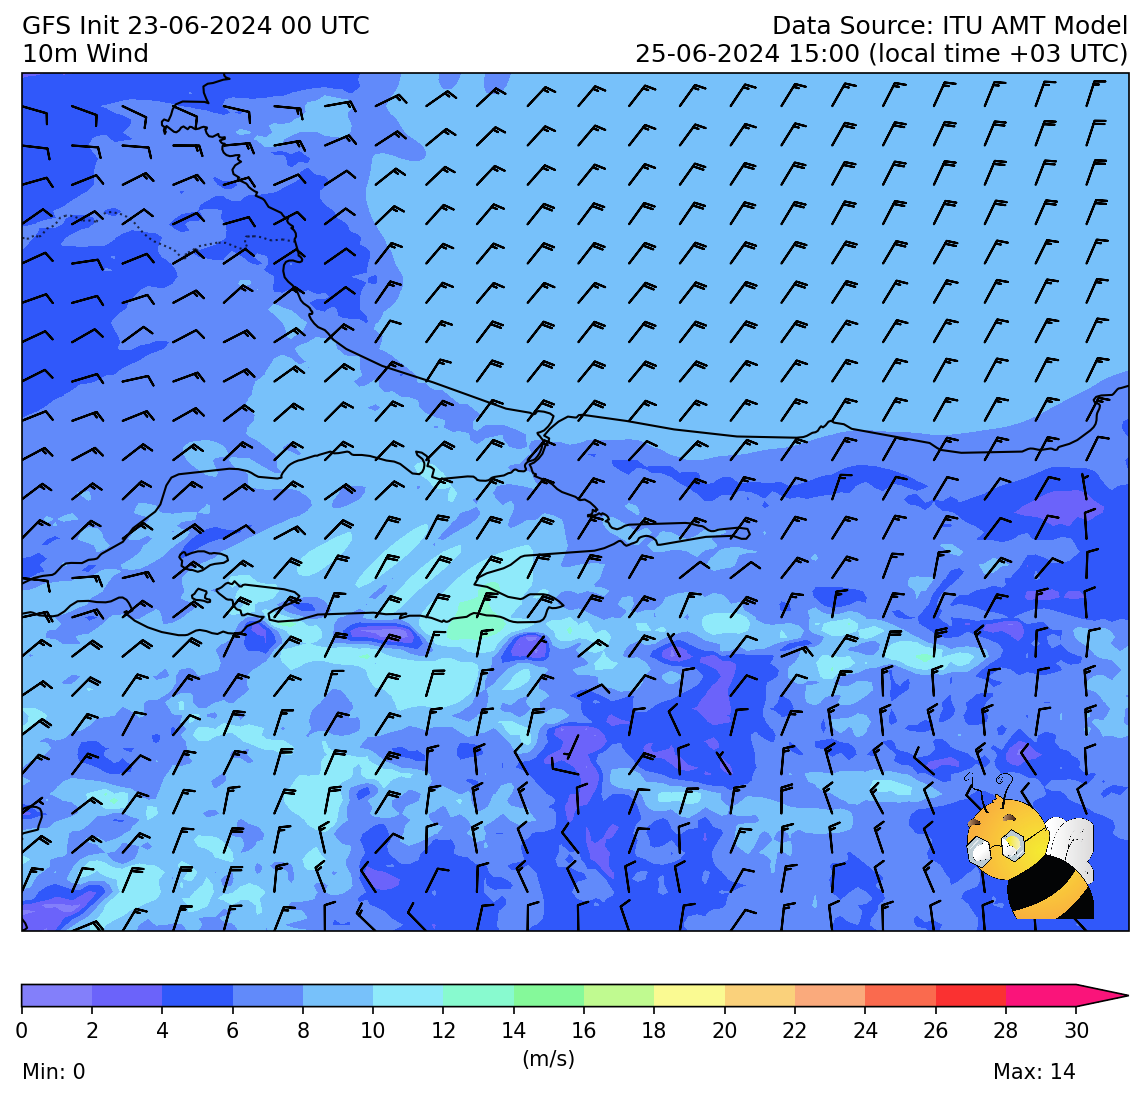 GFS Init 23-06-2024 00 UTC
Data Source: ITU AMT Model
10m Wind
25-06-2024 15:00 (local time +03 UTC)
0 2 4 6 8 10 12 14 16 18 20 22 24 26 28 30
(m/s)
Min: 0
Max: 14